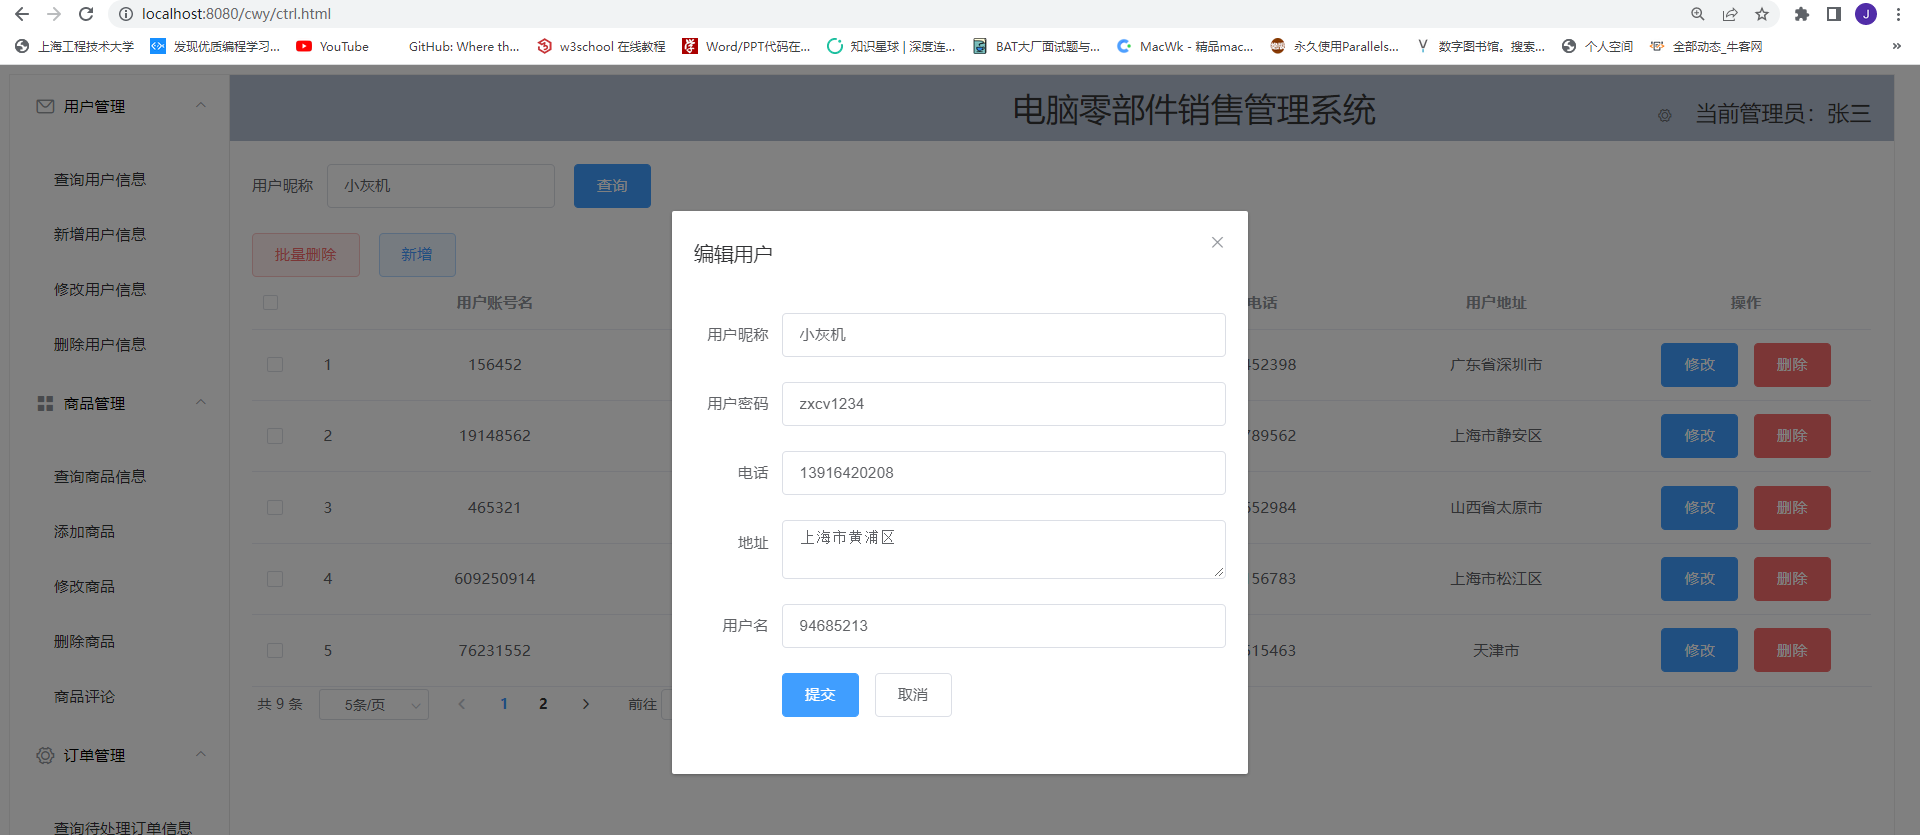 localhost:8080/cwy/ctrl.html
J
上海工程技术大学 发现优质编程学习... YouTube GitHub: Where th... w3school 在线教程 Word/PPT代码在... 知识星球 | 深度连... BAT大厂面试题与... MacWk - 精品mac... 永久使用Parallels... 数字图书馆。搜索... 个人空间 全部动态_牛客网 »
用户管理
查询用户信息
新增用户信息
修改用户信息
删除用户信息
商品管理
查询商品信息
添加商品
修改商品
删除商品
商品评论
订单管理
查询待处理订单信息
电脑零部件销售管理系统
当前管理员：张三
用户昵称 小灰机 查询
批量删除 新增
用户账号名 电话 用户地址 操作
1 156452 452398 广东省深圳市 修改 删除
2 19148562 789562 上海市静安区 修改 删除
3 465321 552984 山西省太原市 修改 删除
4 609250914 156783 上海市松江区 修改 删除
5 76231552 515463 天津市 修改 删除
共 9 条 5条/页 1 2 前往
编辑用户
用户昵称 小灰机
用户密码 zxcv1234
电话 13916420208
地址 上海市黄浦区
用户名 94685213
提交 取消